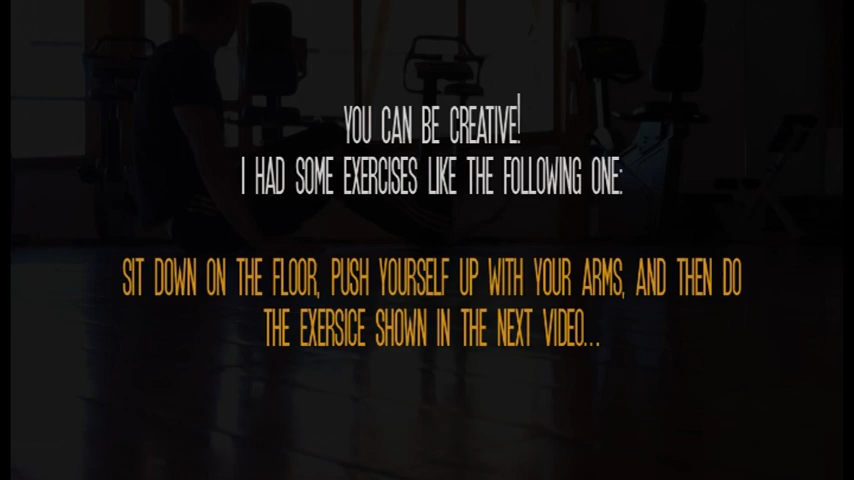 YOU CAN BE CREATIVE!
I HAD SOME EXERCISES LIKE THE FOLLOWING ONE:
SIT DOWN ON THE FLOOR, PUSH YOURSELF UP WITH YOUR ARMS, AND THEN DO
THE EXERSICE SHOWN IN THE NEXT VIDEO...